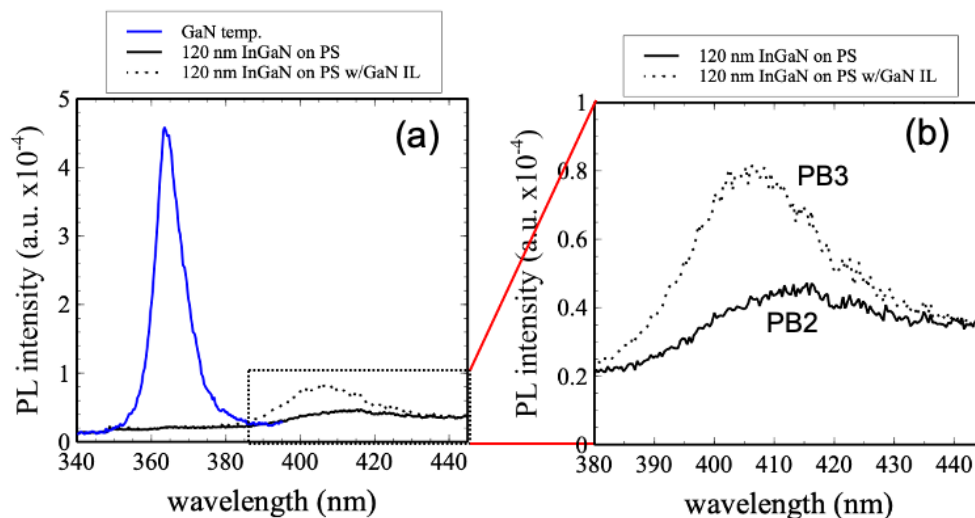 GaN temp.
120 nm InGaN on PS
120 nm InGaN on PS w/GaN IL
(a)
PL intensity (a.u. x10⁻⁴)
5
4
3
2
1
0
340
360
380
400
420
440
wavelength (nm)
120 nm InGaN on PS
120 nm InGaN on PS w/GaN IL
(b)
PB3
PB2
PL intensity (a.u. x10⁻⁴)
1
0.8
0.6
0.4
0.2
0
380
390
400
410
420
430
440
wavelength (nm)